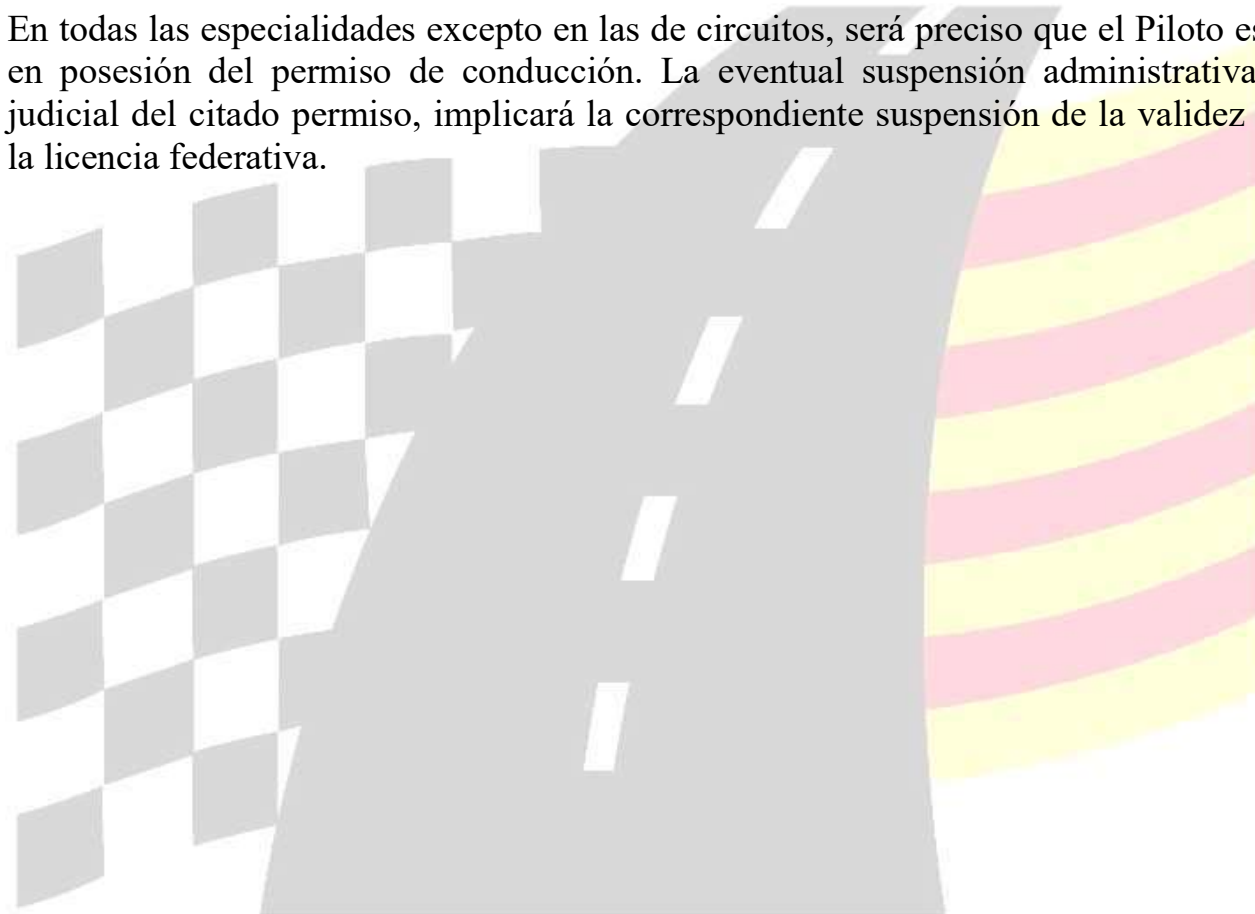 En todas las especialidades excepto en las de circuitos, será preciso que el Piloto es
en posesión del permiso de conducción. La eventual suspensión administrativa
judicial del citado permiso, implicará la correspondiente suspensión de la validez
la licencia federativa.